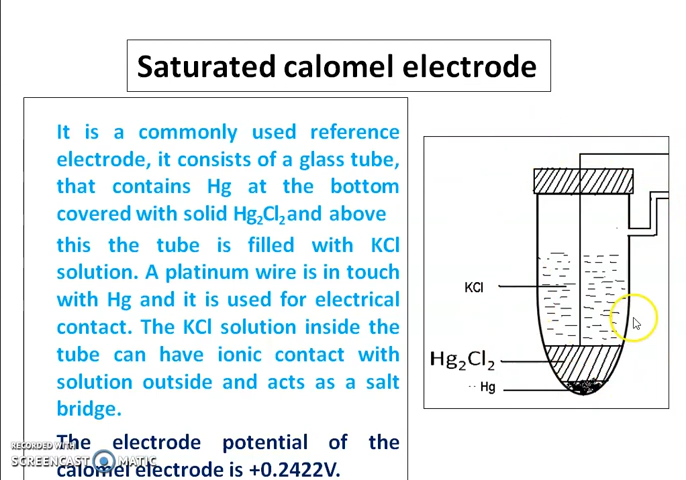 Saturated calomel electrode
It is a commonly used reference
electrode, it consists of a glass tube,
that contains Hg at the bottom
covered with solid Hg₂Cl₂ and above
this the tube is filled with KCl
solution. A platinum wire is in touch
with Hg and it is used for electrical
contact. The KCl solution inside the
tube can have ionic contact with
solution outside and acts as a salt
bridge.
The electrode potential of the
calomel electrode is +0.2422V.
KCl
Hg₂Cl₂
Hg
RECORDED WITH
SCREENCAST MATIC